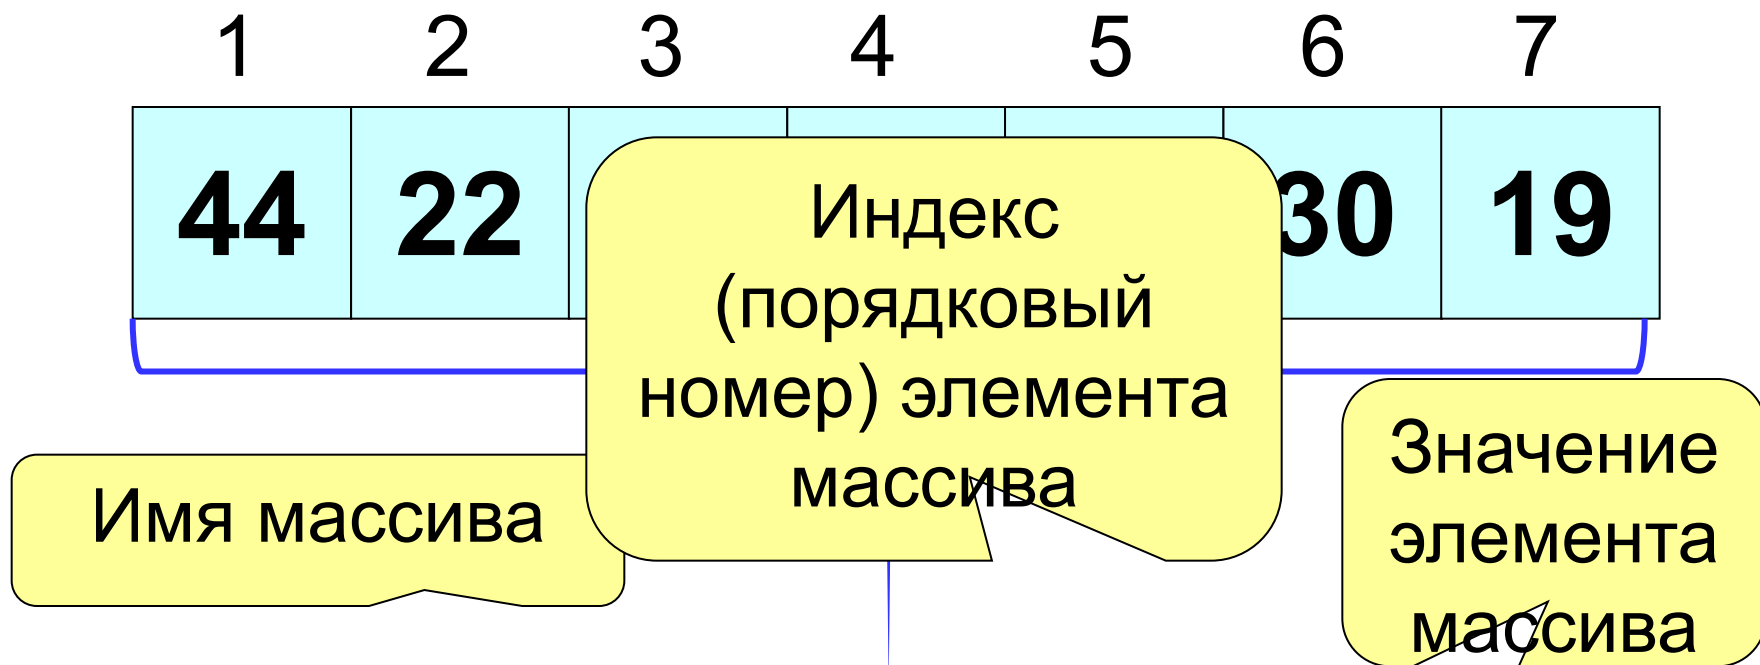 1 2 3 4 5 6 7
44 22 30 19
Индекс
(порядковый
номер) элемента
массива
Имя массива
Значение
элемента
массива